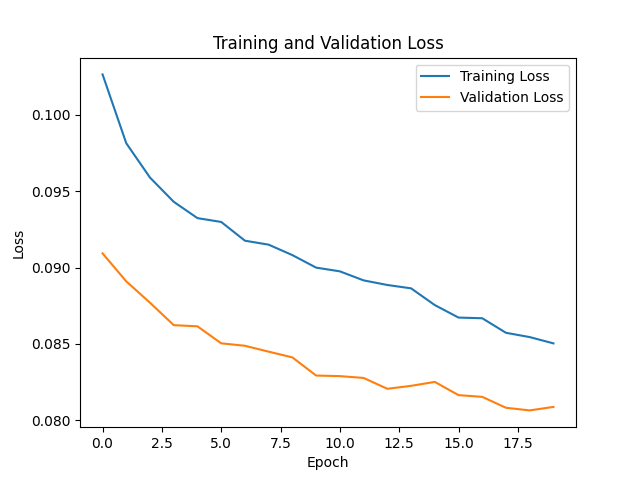 Training and Validation Loss
Training Loss
Validation Loss
0.100
0.095
0.090
0.085
0.080
Loss
0.0
2.5
5.0
7.5
10.0
12.5
15.0
17.5
Epoch